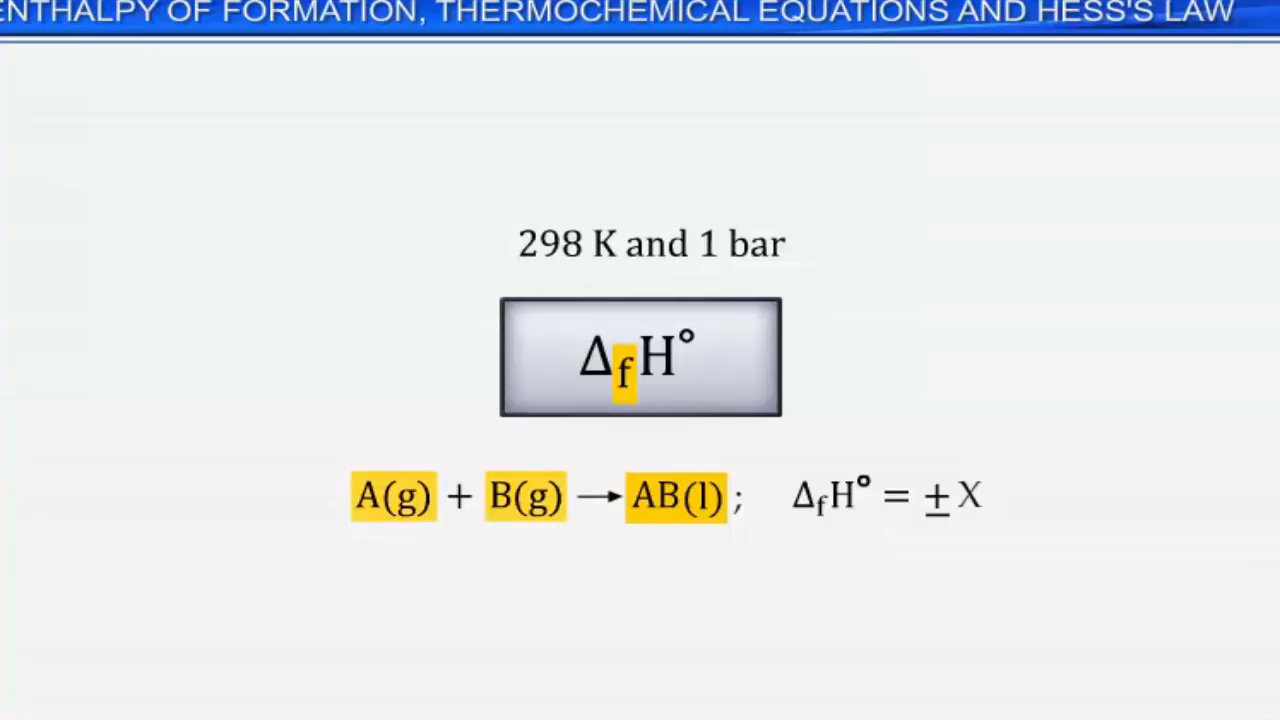 ENTHALPY OF FORMATION, THERMOCHEMICAL EQUATIONS AND HESS'S LAW
298 K and 1 bar
ΔfH°
A(g) + B(g) ⟶ AB(l) ; ΔfH° = ± X